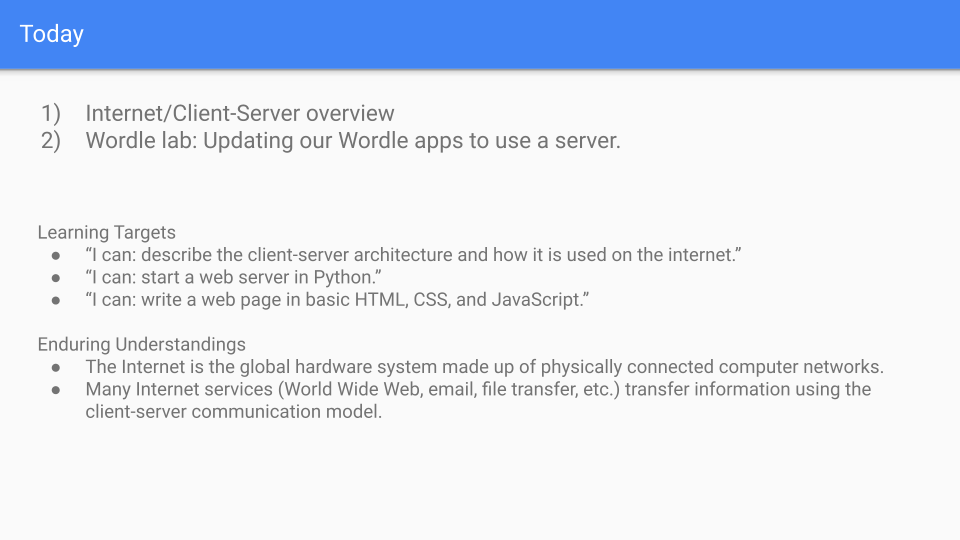 Today
1) Internet/Client-Server overview
2) Wordle lab: Updating our Wordle apps to use a server.
Learning Targets
● “I can: describe the client-server architecture and how it is used on the internet.”
● “I can: start a web server in Python.”
● “I can: write a web page in basic HTML, CSS, and JavaScript.”
Enduring Understandings
● The Internet is the global hardware system made up of physically connected computer networks.
● Many Internet services (World Wide Web, email, file transfer, etc.) transfer information using the
client-server communication model.